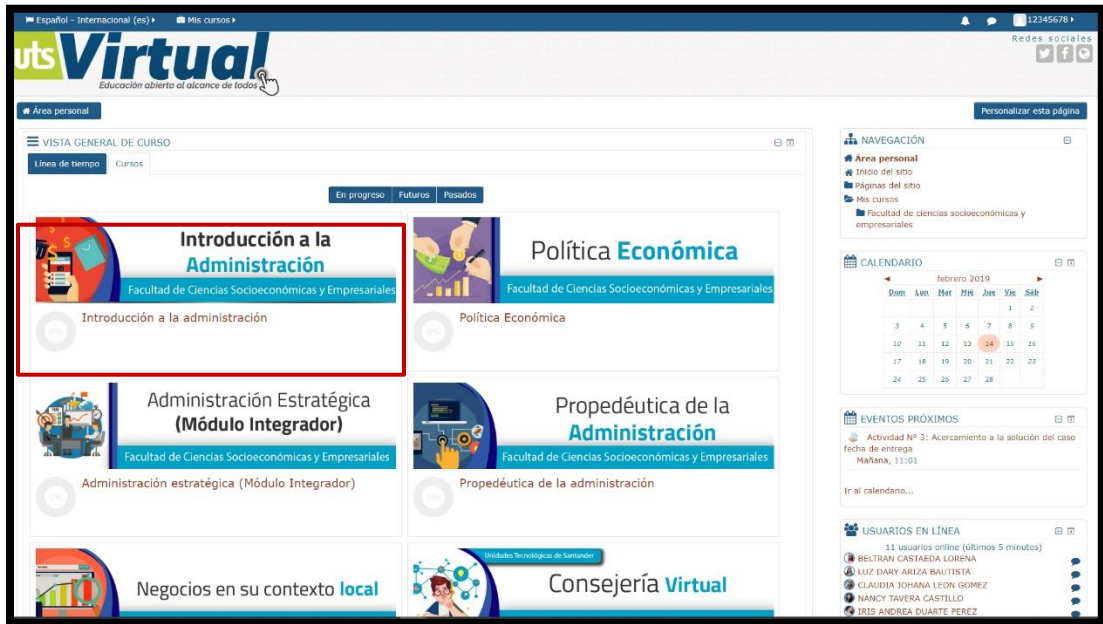 Español - Internacional (es)
Mis cursos
12345678
uts Virtual
Educación abierta al alcance de todos
Redes sociales
Área personal
Personalizar esta página
VISTA GENERAL DE CURSO
Línea de tiempo Cursos
En progreso Futuros Pasados
Introducción a la
Administración
Facultad de Ciencias Socioeconómicas y Empresariales
Introducción a la administración
Política Económica
Facultad de Ciencias Socioeconómicas y Empresariales
Política Económica
Administración Estratégica
(Módulo Integrador)
Facultad de Ciencias Socioeconómicas y Empresariales
Administración estratégica (Módulo Integrador)
Propedéutica de la
Administración
Facultad de Ciencias Socioeconómicas y Empresariales
Propedéutica de la administración
Negocios en su contexto local
Unidades Tecnológicas de Santander
Consejería Virtual
NAVEGACIÓN
Área personal
Inicio del sitio
Páginas del sitio
Mis cursos
Facultad de ciencias socioeconómicas y
empresariales
CALENDARIO
febrero 2019
Dom Lun Mar Mié Jue Vie Sáb
1 2
3 4 5 6 7 8 9
10 11 12 13 14 15 16
17 18 19 20 21 22 23
24 25 26 27 28
EVENTOS PRÓXIMOS
Actividad Nº 3: Acercamiento a la solución del caso
fecha de entrega
Mañana, 11:01
Ir al calendario...
USUARIOS EN LÍNEA
11 usuarios online (últimos 5 minutos)
BELTRAN CASTAEDA LORENA
LUZ DARY ARIZA BAUTISTA
CLAUDIA JOHANA LEON GOMEZ
NANCY TAVERA CASTILLO
IRIS ANDREA DUARTE PEREZ